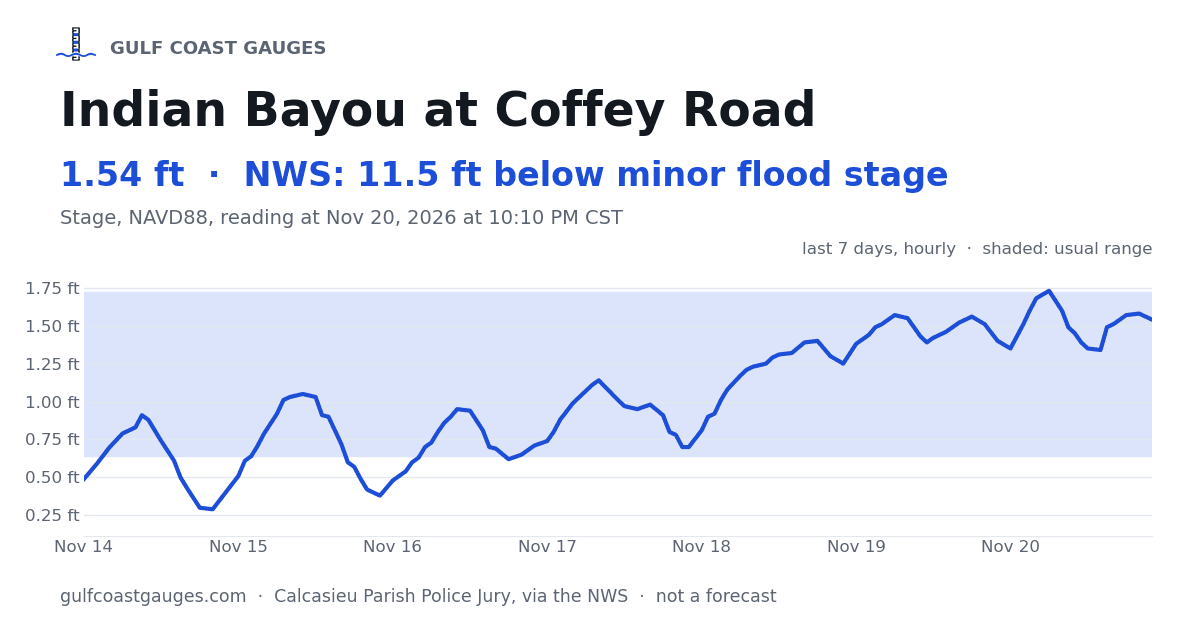 GULF COAST GAUGES
Indian Bayou at Coffey Road
1.54 ft · NWS: 11.5 ft below minor flood stage
Stage, NAVD88, reading at Nov 20, 2026 at 10:10 PM CST
last 7 days, hourly · shaded: usual range
1.75 ft
1.50 ft
1.25 ft
1.00 ft
0.75 ft
0.50 ft
0.25 ft
Nov 14 Nov 15 Nov 16 Nov 17 Nov 18 Nov 19 Nov 20
gulfcoastgauges.com · Calcasieu Parish Police Jury, via the NWS · not a forecast